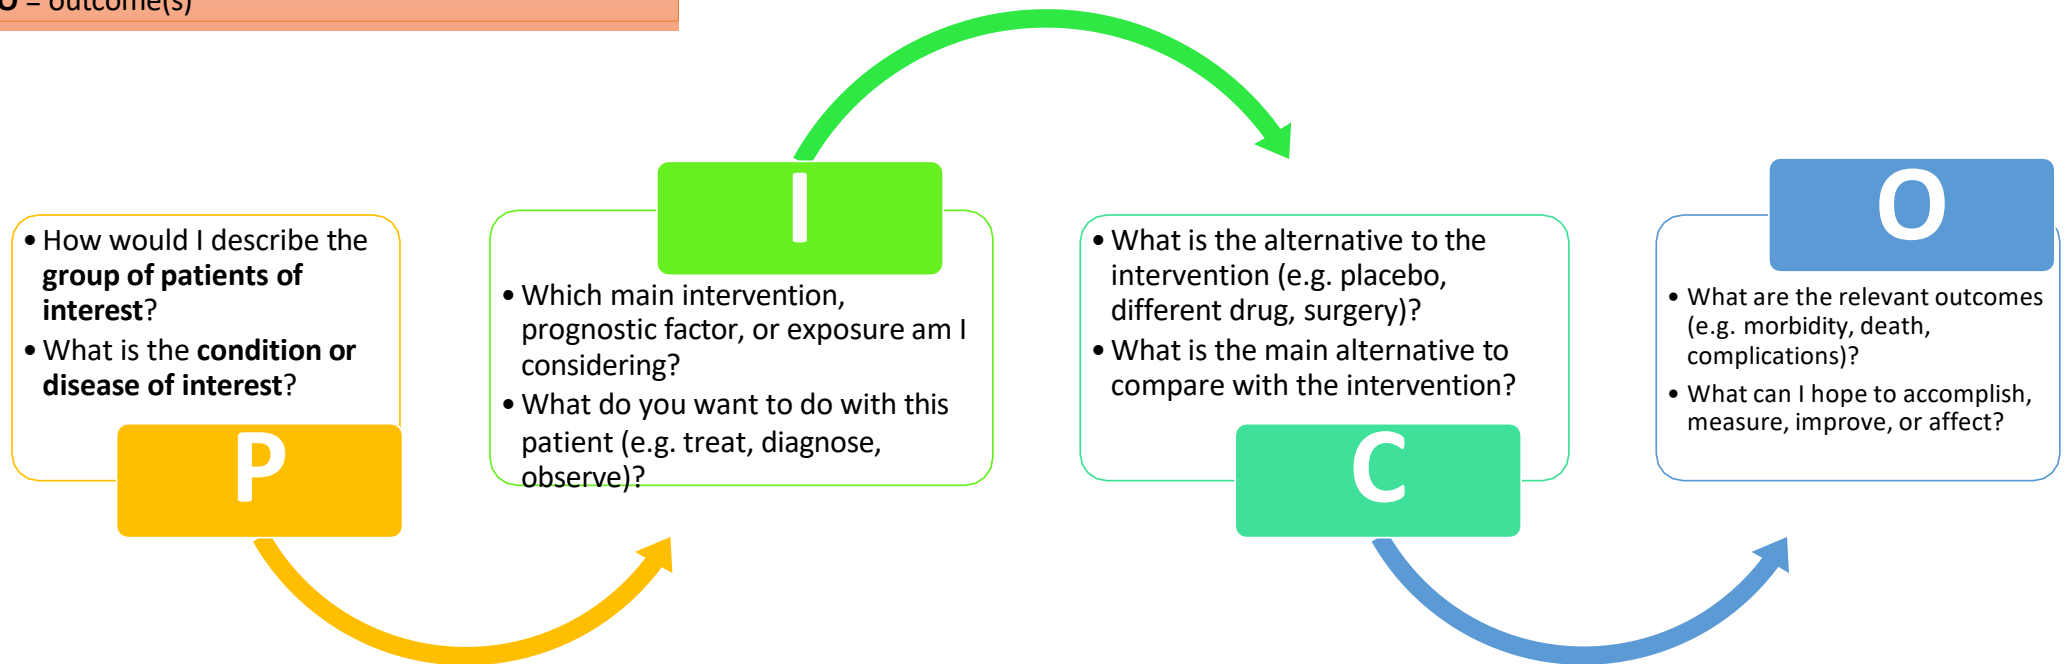 O = outcome(s)
• How would I describe the
group of patients of
interest?
• What is the condition or
disease of interest?
P
I
• Which main intervention,
prognostic factor, or exposure am I
considering?
• What do you want to do with this
patient (e.g. treat, diagnose,
observe)?
• What is the alternative to the
intervention (e.g. placebo,
different drug, surgery)?
• What is the main alternative to
compare with the intervention?
C
O
• What are the relevant outcomes
(e.g. morbidity, death,
complications)?
• What can I hope to accomplish,
measure, improve, or affect?